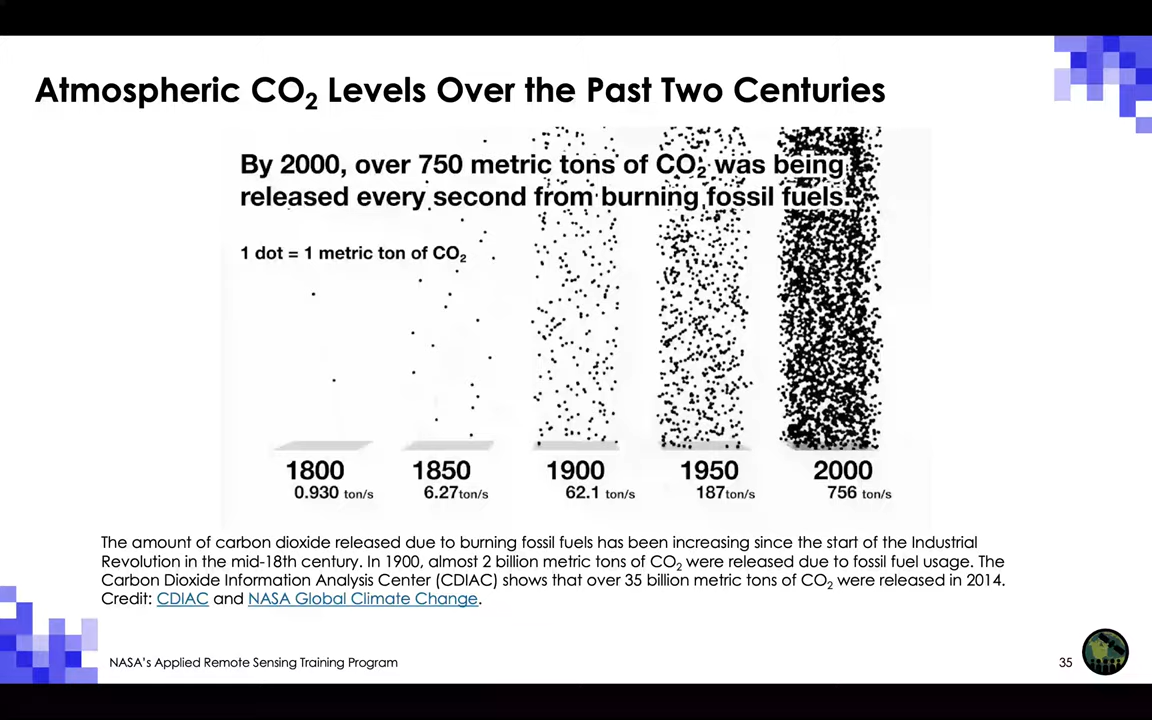 Atmospheric CO₂ Levels Over the Past Two Centuries
By 2000, over 750 metric tons of CO₂ was being
released every second from burning fossil fuels.
1 dot = 1 metric ton of CO₂
1800 1850 1900 1950 2000
0.930 ton/s 6.27ton/s 62.1 ton/s 187ton/s 756 ton/s
The amount of carbon dioxide released due to burning fossil fuels has been increasing since the start of the Industrial
Revolution in the mid-18th century. In 1900, almost 2 billion metric tons of CO₂ were released due to fossil fuel usage. The
Carbon Dioxide Information Analysis Center (CDIAC) shows that over 35 billion metric tons of CO₂ were released in 2014.
Credit: CDIAC and NASA Global Climate Change.
NASA's Applied Remote Sensing Training Program 35